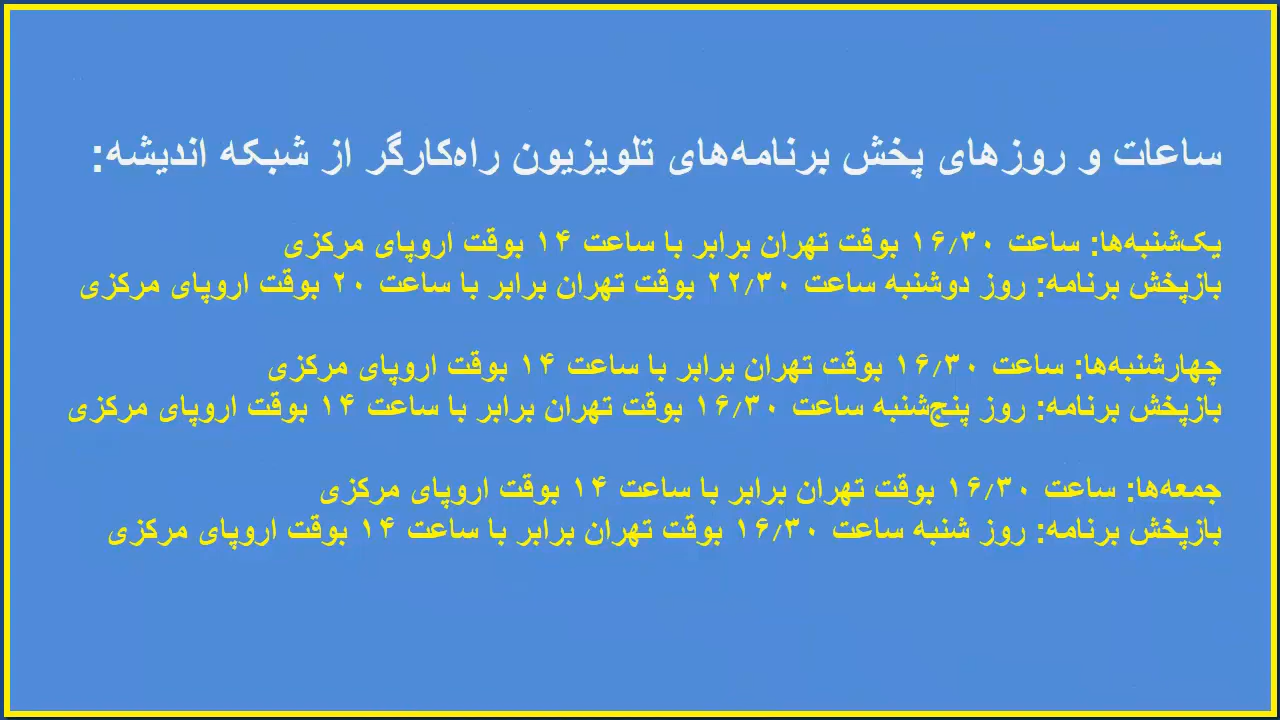 ساعات و روزهای پخش برنامه‌های تلویزیون راه‌کارگر از شبکه اندیشه:
یک‌شنبه‌ها: ساعت ۱۶٫۳۰ بوقت تهران برابر با ساعت ۱۴ بوقت اروپای مرکزی
بازپخش برنامه: روز دوشنبه ساعت ۲۲٫۳۰ بوقت تهران برابر با ساعت ۲۰ بوقت اروپای مرکزی
چهارشنبه‌ها: ساعت ۱۶٫۳۰ بوقت تهران برابر با ساعت ۱۴ بوقت اروپای مرکزی
بازپخش برنامه: روز پنج‌شنبه ساعت ۱۶٫۳۰ بوقت تهران برابر با ساعت ۱۴ بوقت اروپای مرکزی
جمعه‌ها: ساعت ۱۶٫۳۰ بوقت تهران برابر با ساعت ۱۴ بوقت اروپای مرکزی
بازپخش برنامه: روز شنبه ساعت ۱۶٫۳۰ بوقت تهران برابر با ساعت ۱۴ بوقت اروپای مرکزی